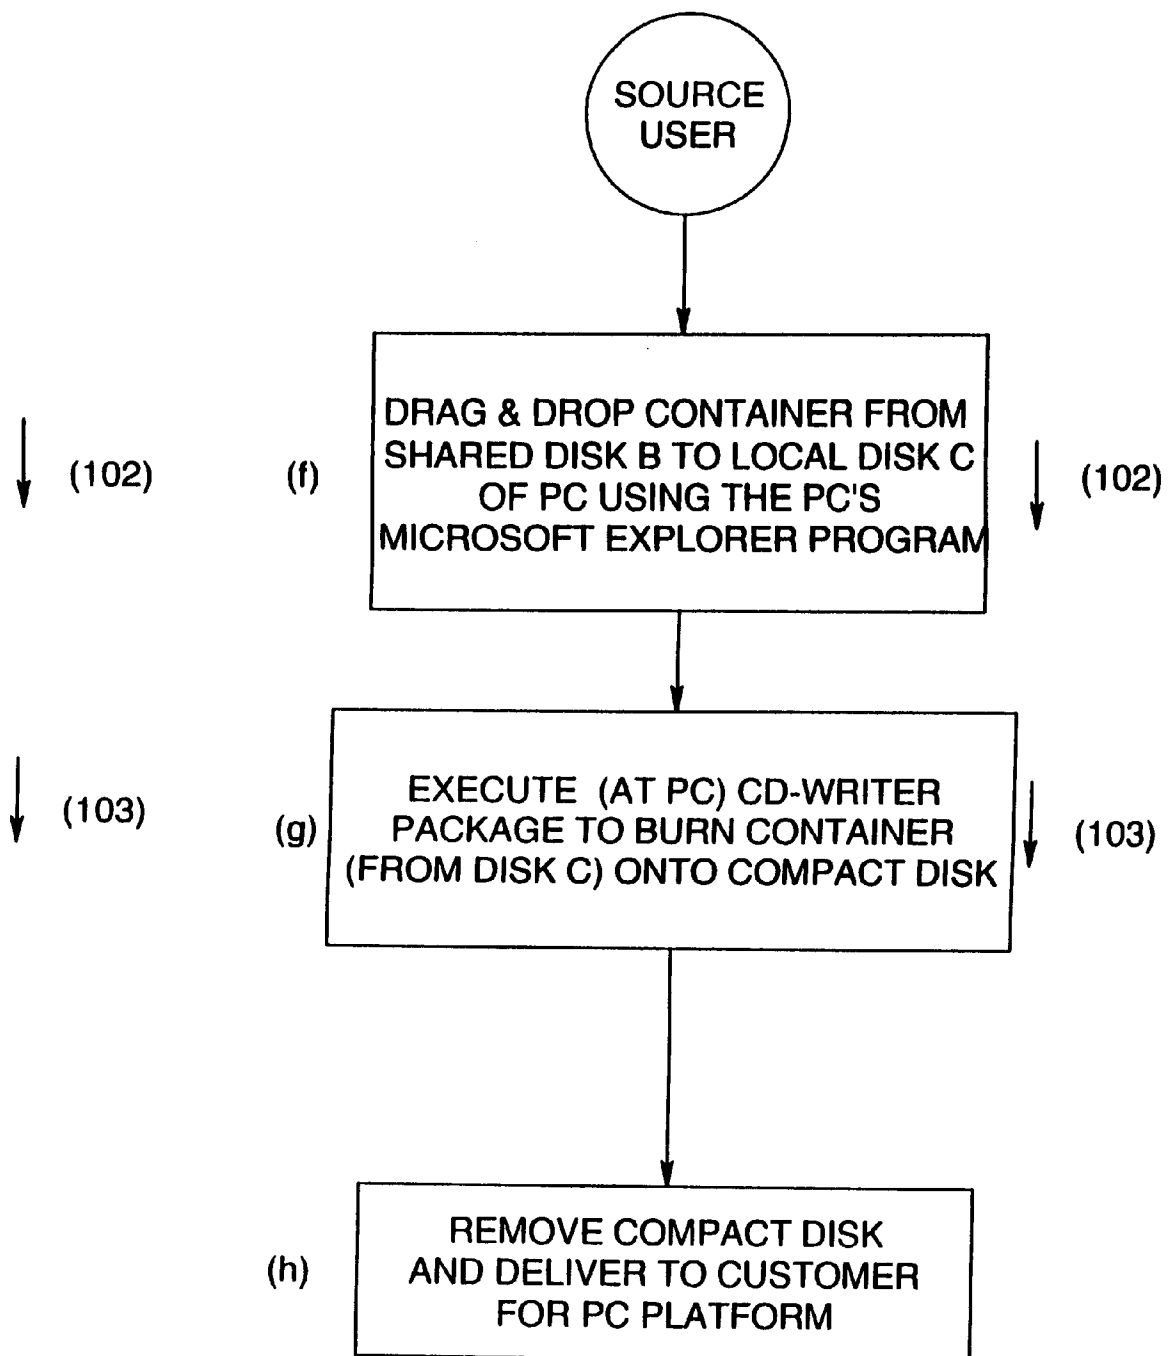 SOURCE
USER
DRAG & DROP CONTAINER FROM
SHARED DISK B TO LOCAL DISK C
OF PC USING THE PC'S
MICROSOFT EXPLORER PROGRAM
(102)
(f)
(102)
EXECUTE (AT PC) CD-WRITER
PACKAGE TO BURN CONTAINER
(FROM DISK C) ONTO COMPACT DISK
(103)
(g)
(103)
REMOVE COMPACT DISK
AND DELIVER TO CUSTOMER
FOR PC PLATFORM
(h)